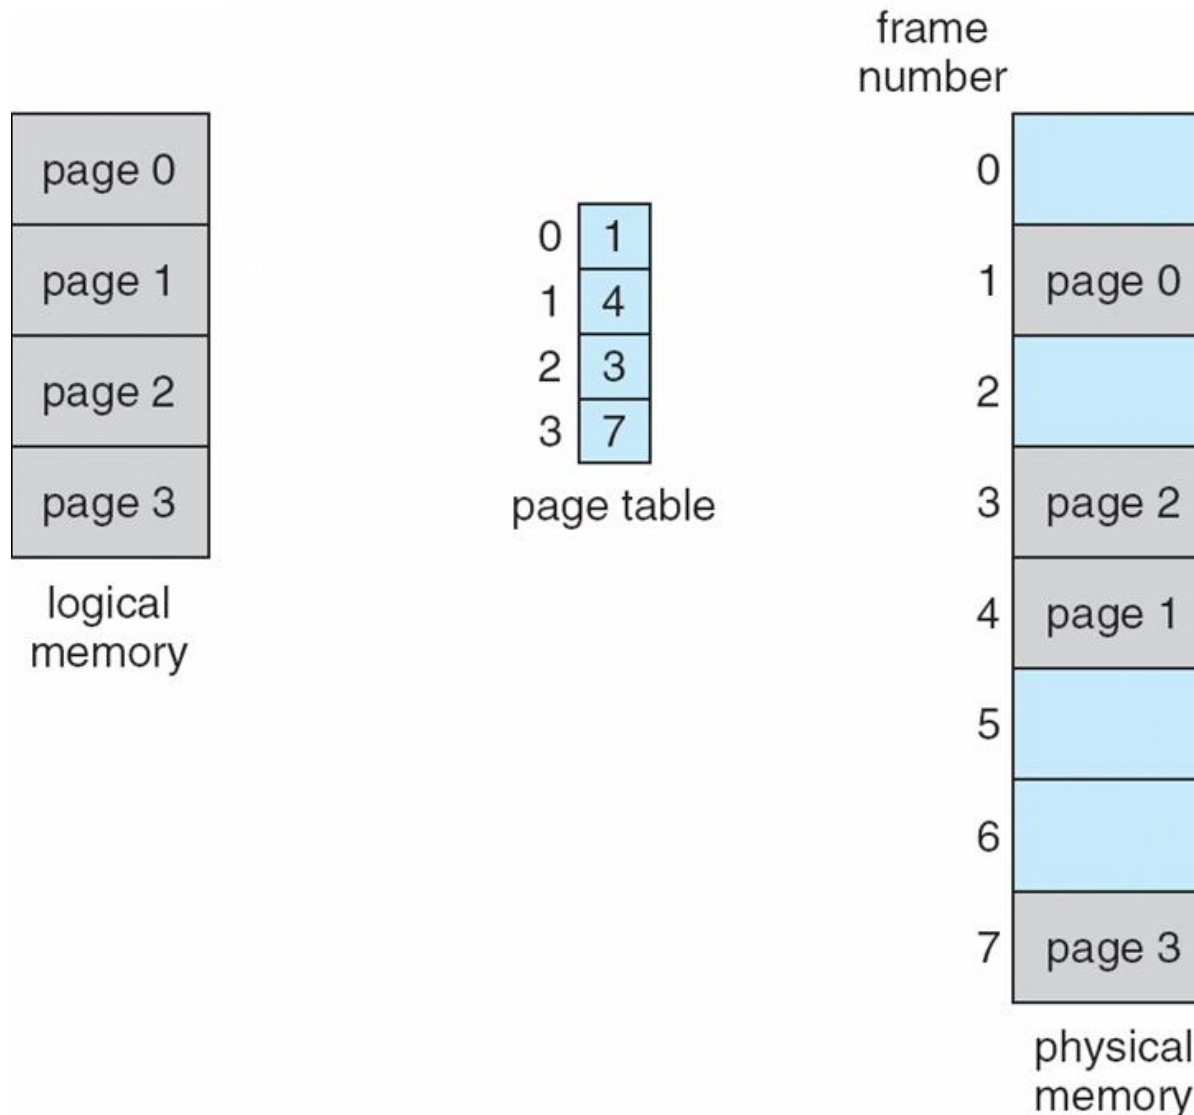 page 0
page 1
page 2
page 3
logical
memory
0 1
1 4
2 3
3 7
page table
frame
number
0
1 page 0
2
3 page 2
4 page 1
5
6
7 page 3
physical
memory